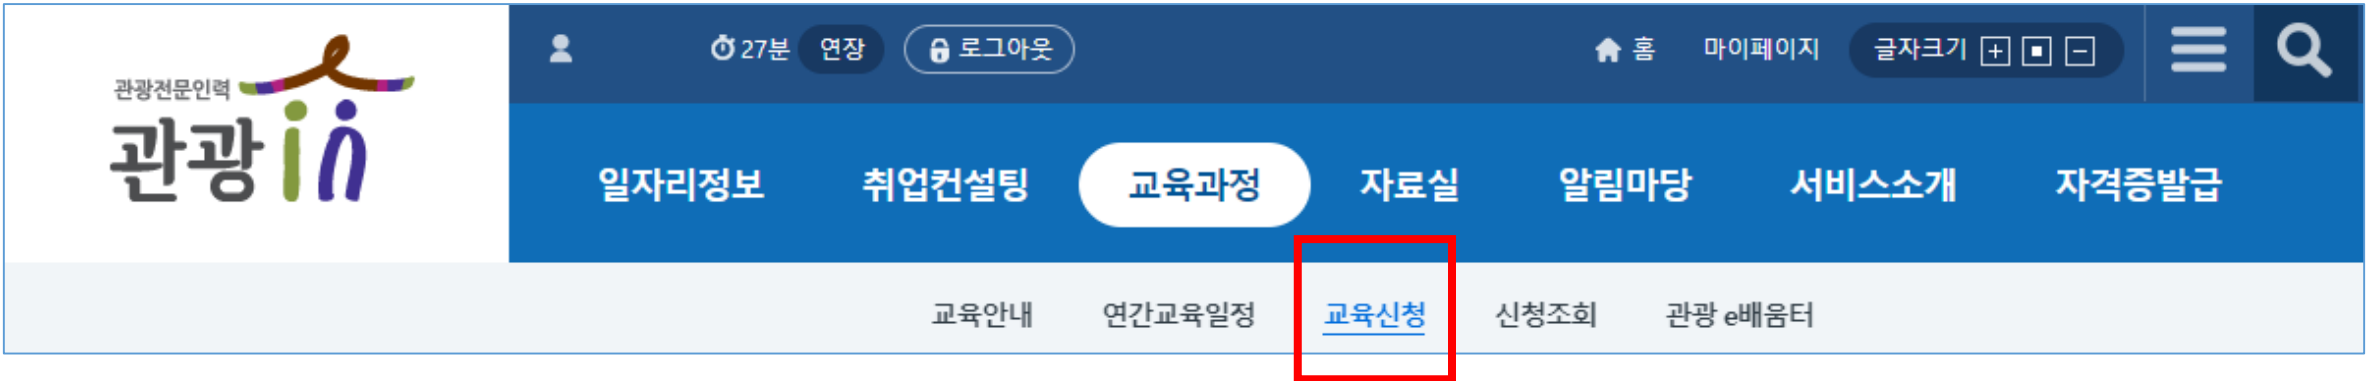 관광전문인력
관광in
27분 연장 로그아웃 홈 마이페이지 글자크기
일자리정보 취업컨설팅 교육과정 자료실 알림마당 서비스소개 자격증발급
교육안내 연간교육일정 교육신청 신청조회 관광 e배움터